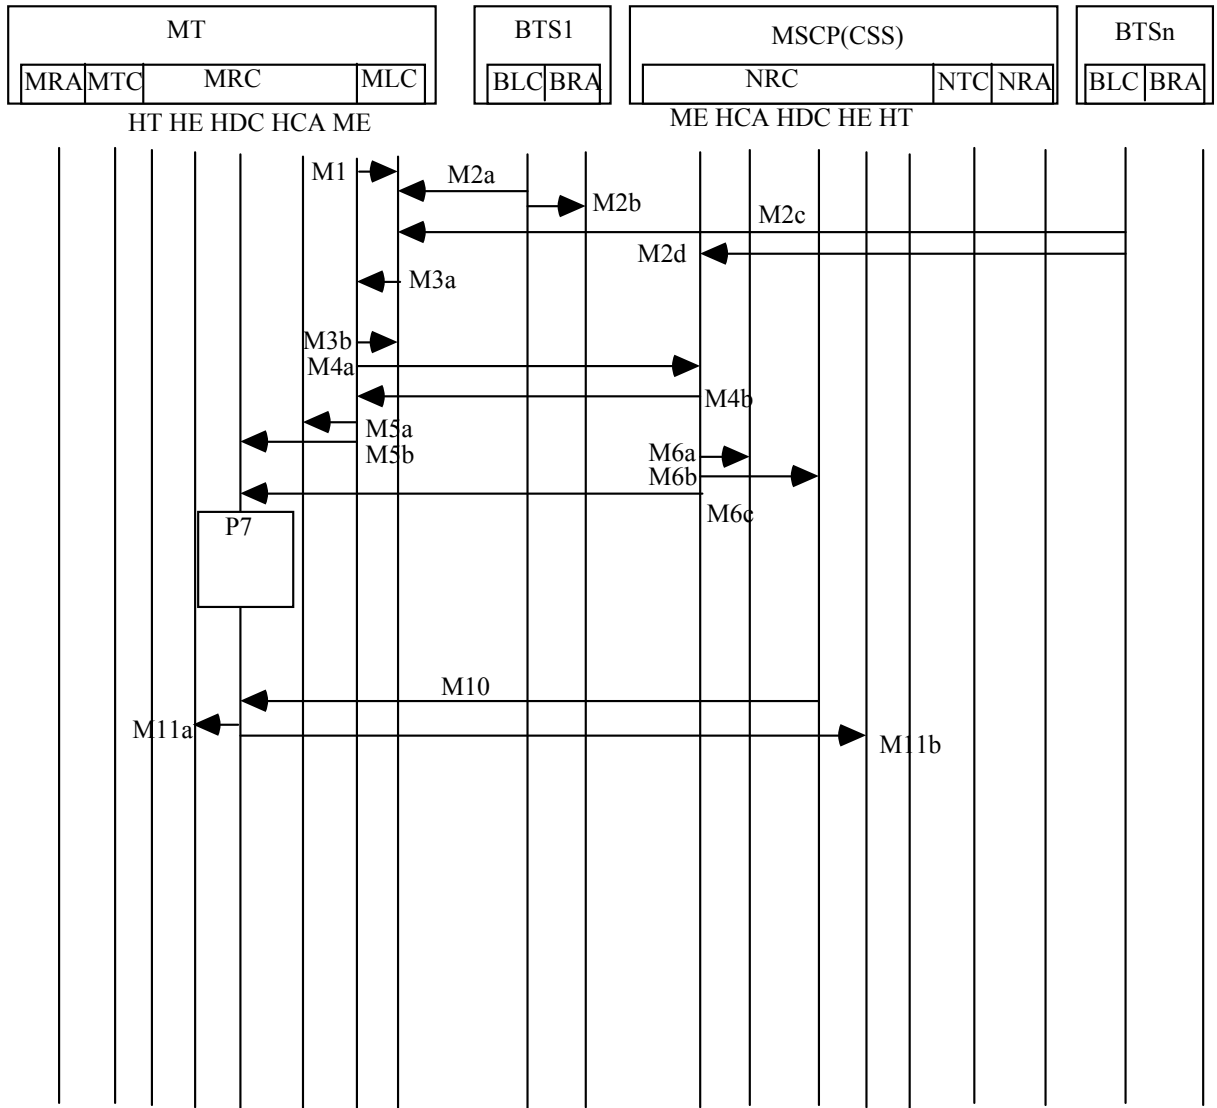 MT
BTS1
MSCP(CSS)
BTSn
MRA MTC MRC MLC
BLC BRA
NRC NTC NRA
BLC BRA
HT HE HDC HCA ME
ME HCA HDC HE HT
M1
M2a
M2b
M2c
M2d
M3a
M3b
M4a
M4b
M5a
M5b
M6a
M6b
M6c
P7
M10
M11a
M11b